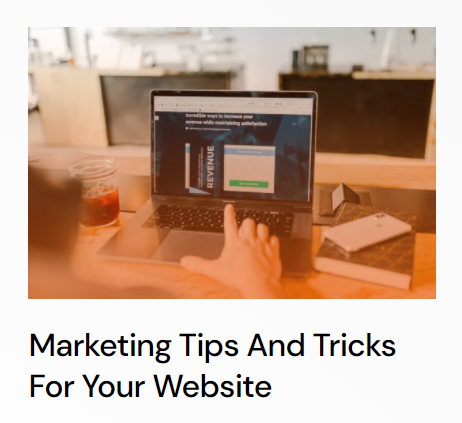 incredible ways to increase your
revenue while maintaining satisfaction
REVENUE
Marketing Tips And Tricks
For Your Website